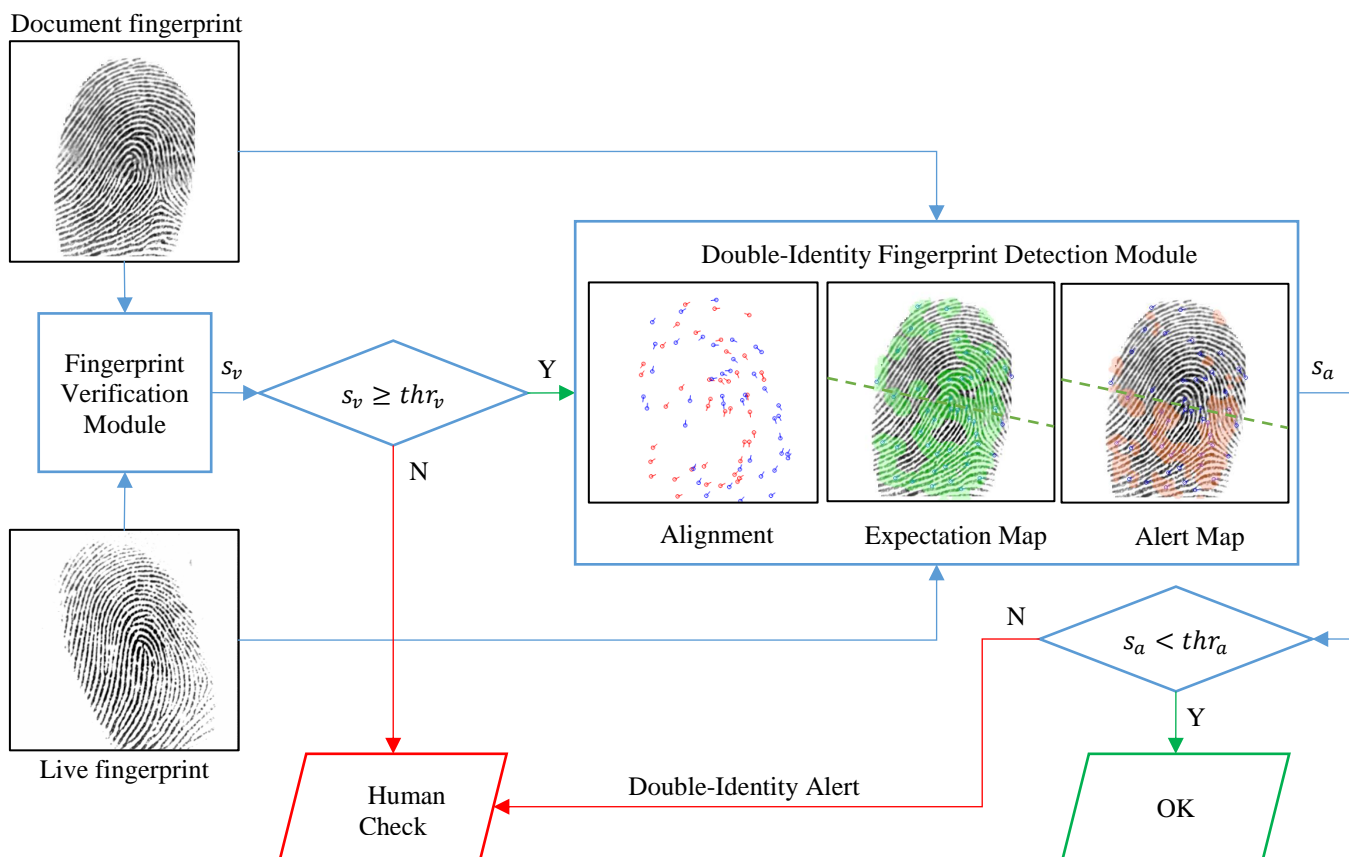 Document fingerprint
Double-Identity Fingerprint Detection Module
Fingerprint
Verification
Module
s_v
s_v ≥ thr_v
Y
N
s_a
Alignment
Expectation Map
Alert Map
N
s_a < thr_a
Y
Live fingerprint
Double-Identity Alert
Human
Check
OK